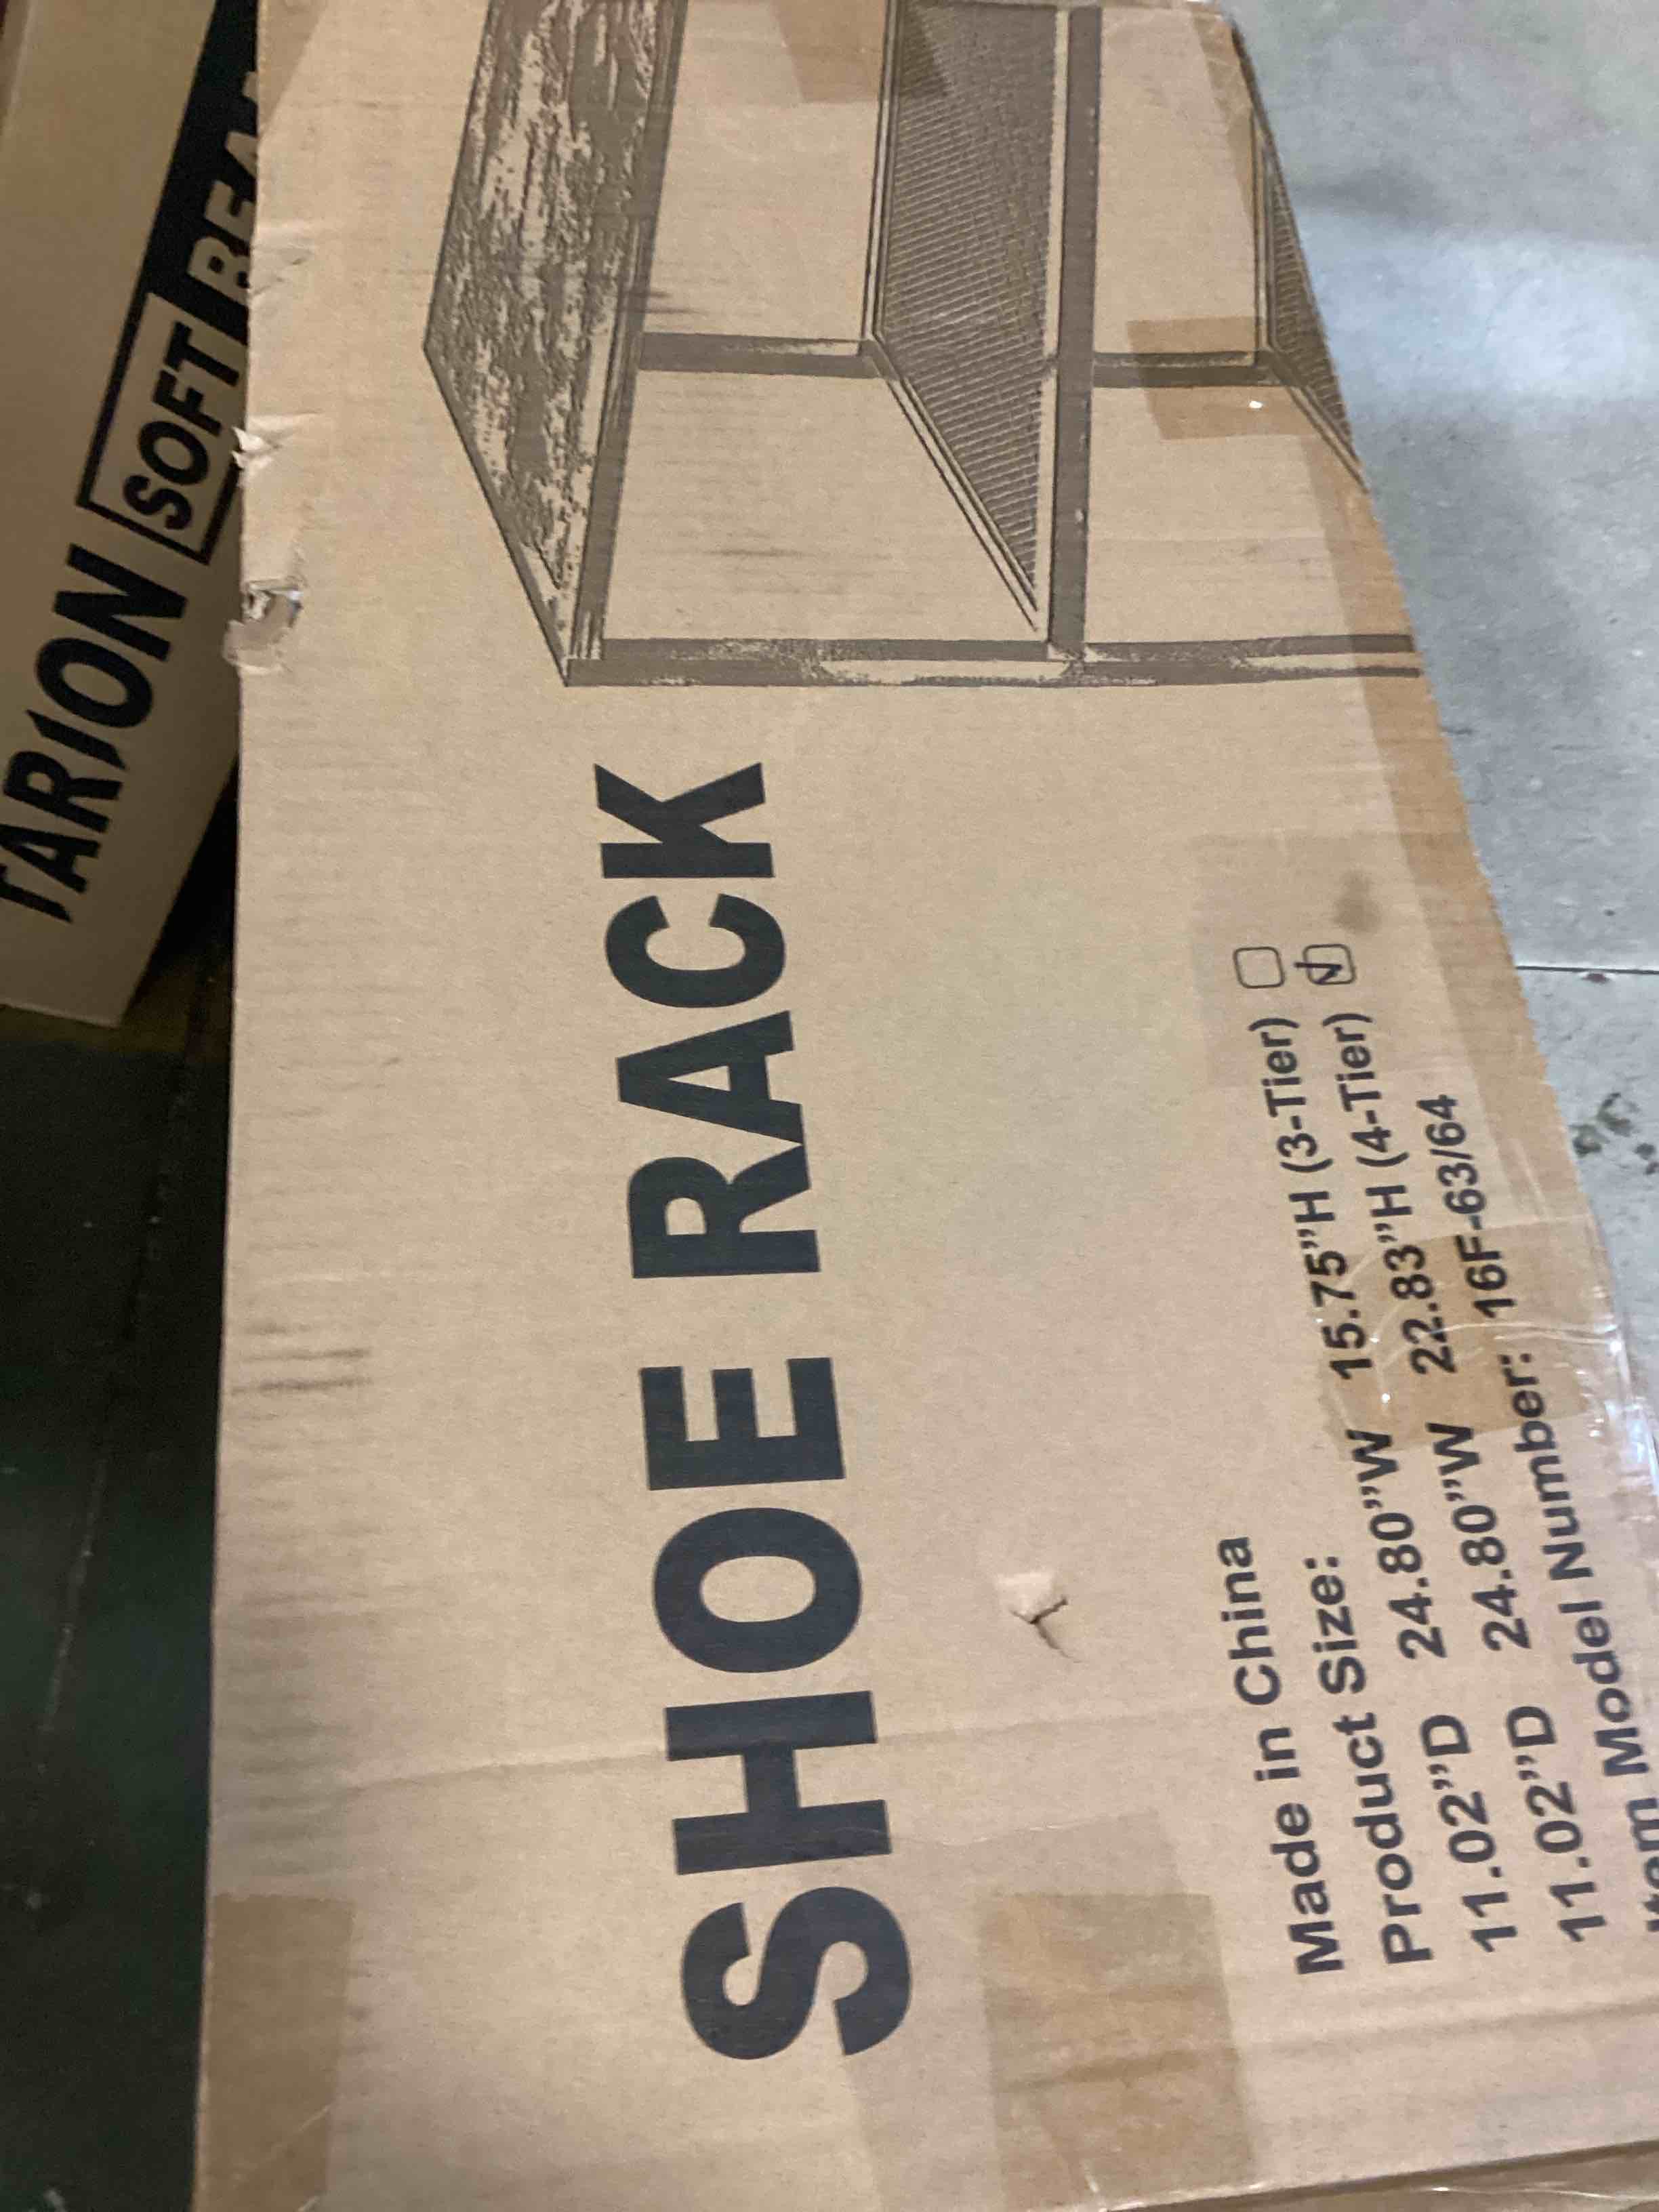 TARION SOFT
SHOE RACK
Made in China
Product Size:
11.02”D 24.80”W 15.75”H (3-Tier)
11.02”D 24.80”W 22.83”H (4-Tier)
Item Model Number: 16F-63/64